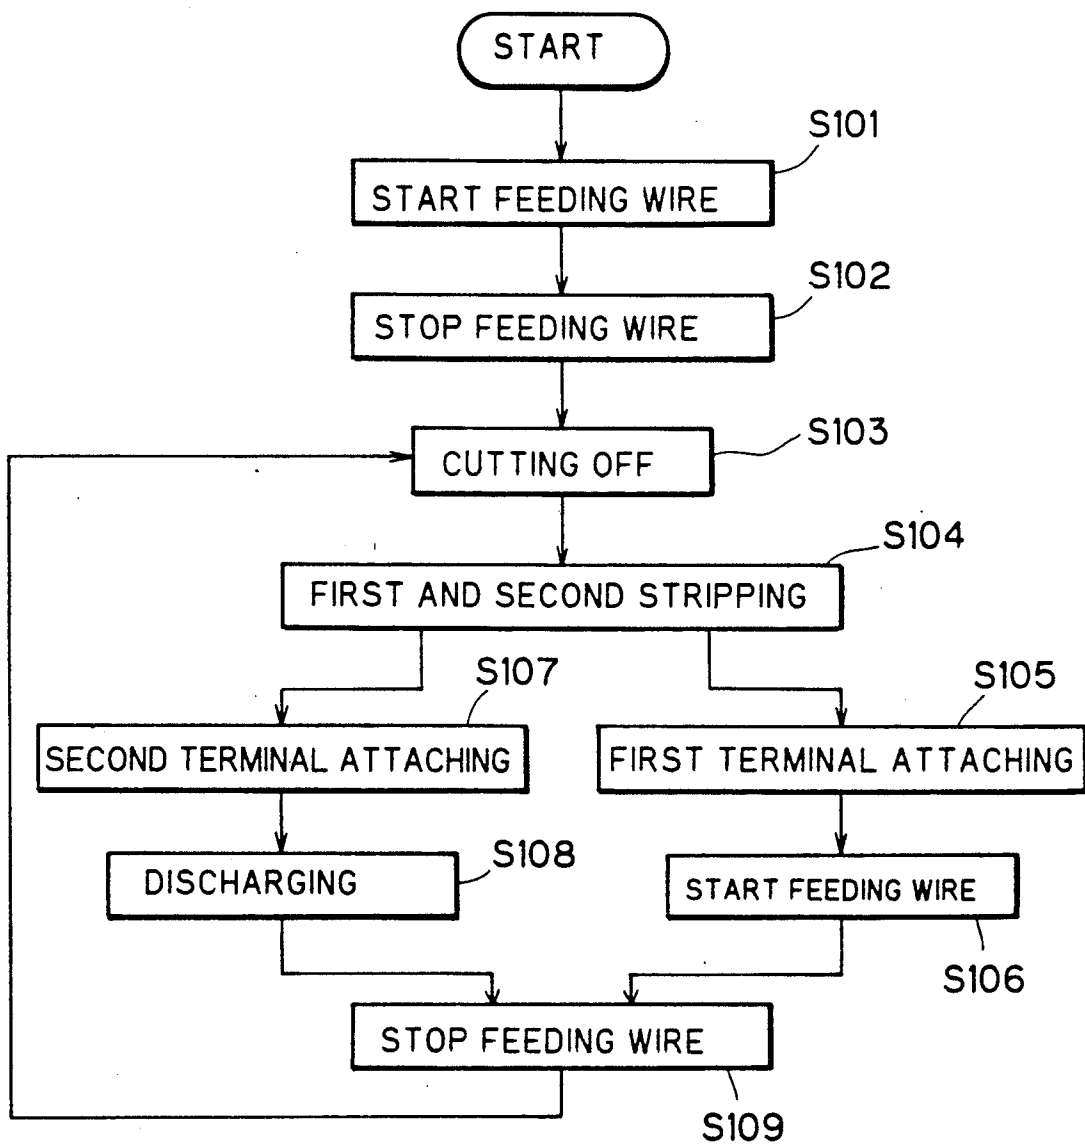 START
S101
START FEEDING WIRE
S102
STOP FEEDING WIRE
S103
CUTTING OFF
S104
FIRST AND SECOND STRIPPING
S107
S105
SECOND TERMINAL ATTACHING
FIRST TERMINAL ATTACHING
S108
DISCHARGING
START FEEDING WIRE
S106
STOP FEEDING WIRE
S109